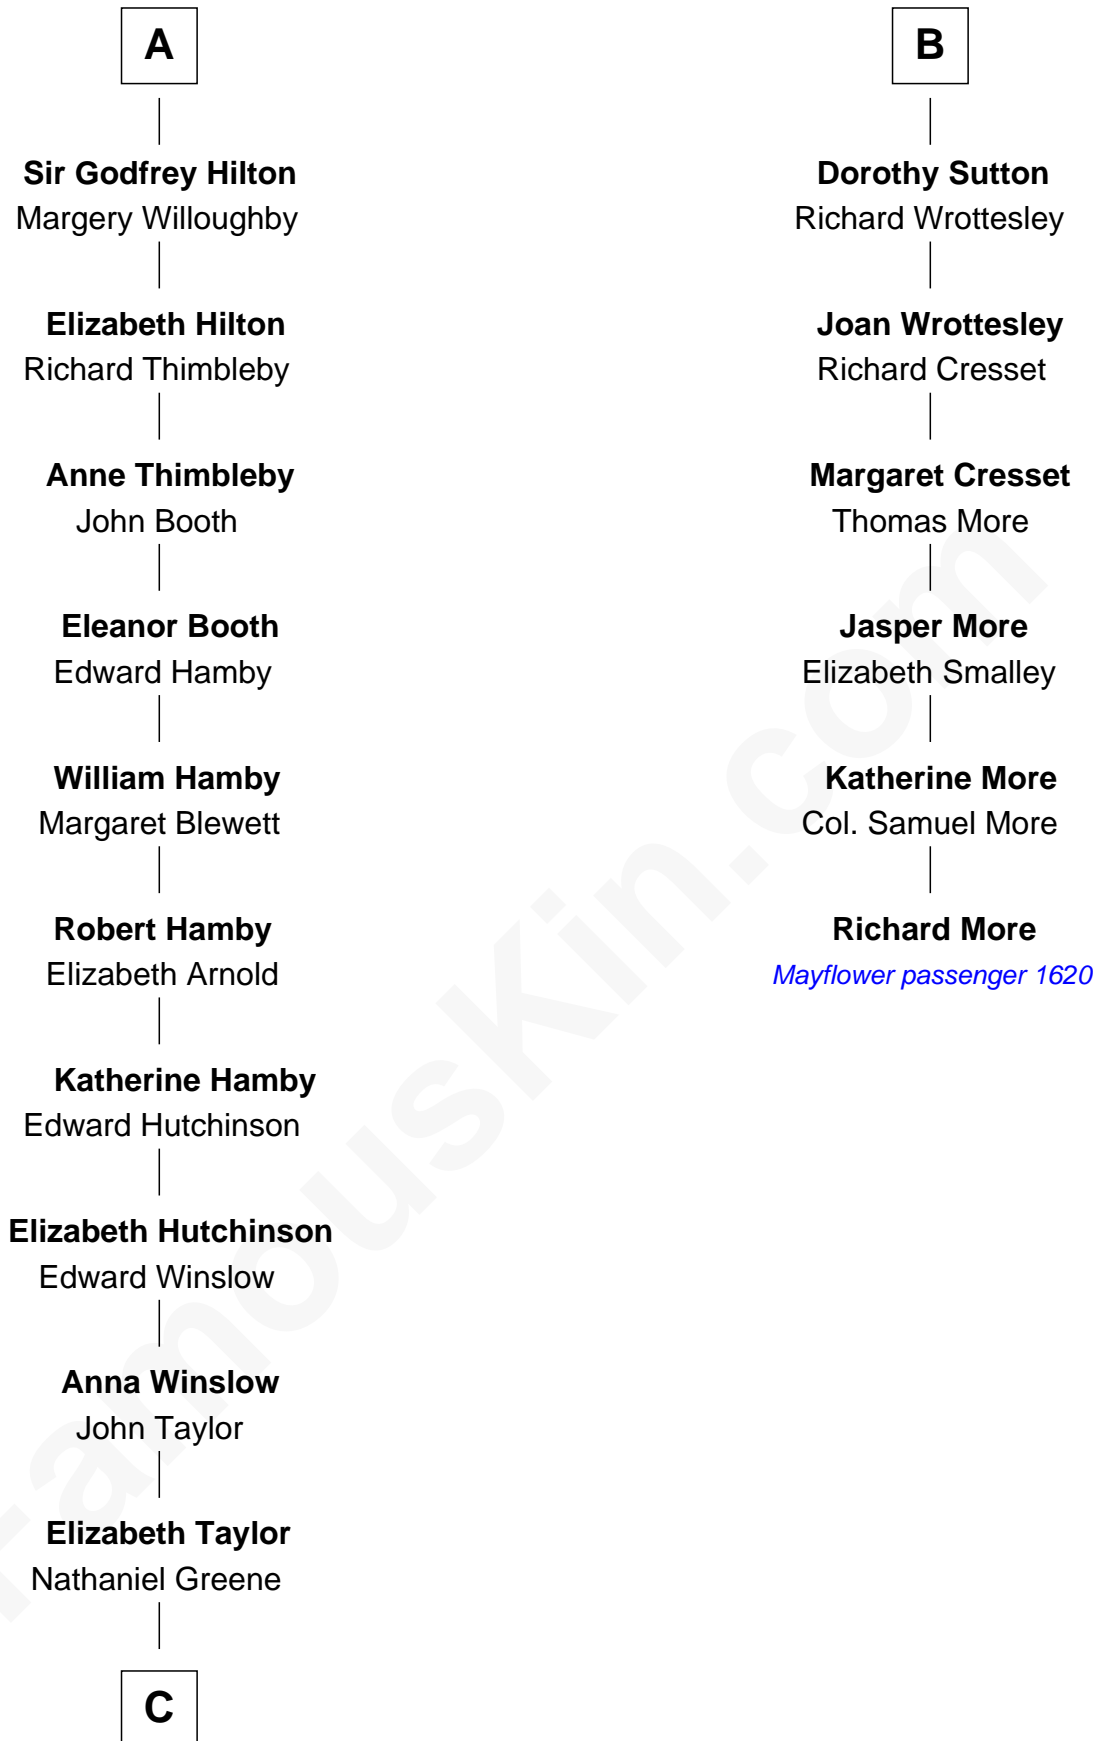 A
Sir Godfrey Hilton
Margery Willoughby
Elizabeth Hilton
Richard Thimbleby
Anne Thimbleby
John Booth
Eleanor Booth
Edward Hamby
William Hamby
Margaret Blewett
Robert Hamby
Elizabeth Arnold
Katherine Hamby
Edward Hutchinson
Elizabeth Hutchinson
Edward Winslow
Anna Winslow
John Taylor
Elizabeth Taylor
Nathaniel Greene
C
B
Dorothy Sutton
Richard Wrottesley
Joan Wrottesley
Richard Cresset
Margaret Cresset
Thomas More
Jasper More
Elizabeth Smalley
Katherine More
Col. Samuel More
Richard More
Mayflower passenger 1620
FamousKin.com